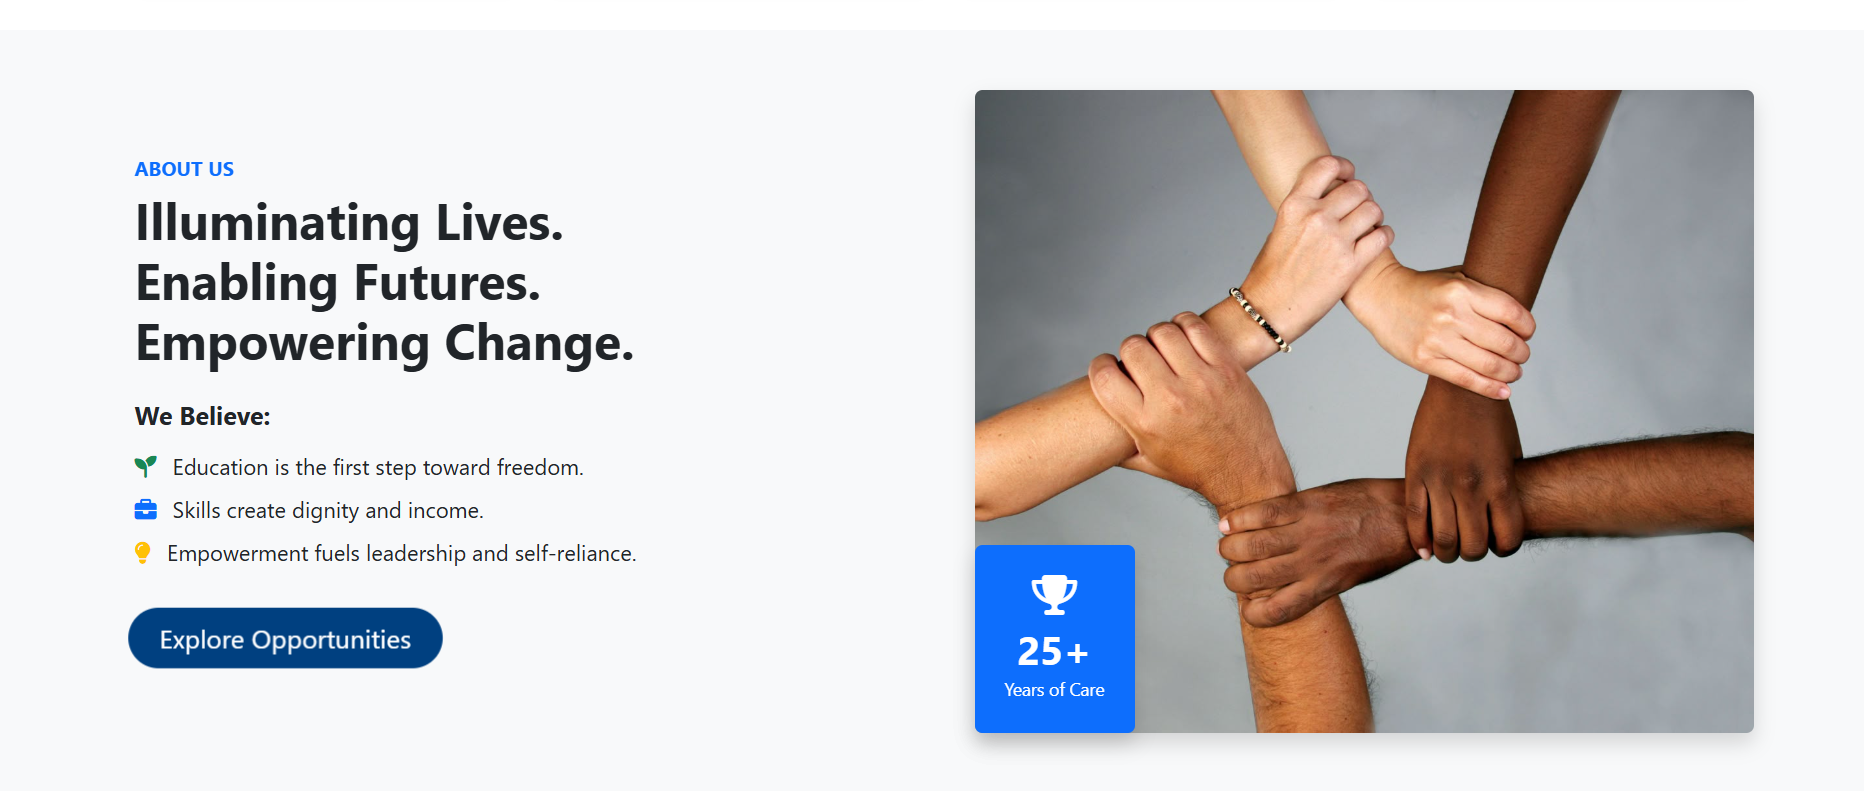 ABOUT US
Illuminating Lives.
Enabling Futures.
Empowering Change.
We Believe:
Education is the first step toward freedom.
Skills create dignity and income.
Empowerment fuels leadership and self-reliance.
Explore Opportunities
25+
Years of Care